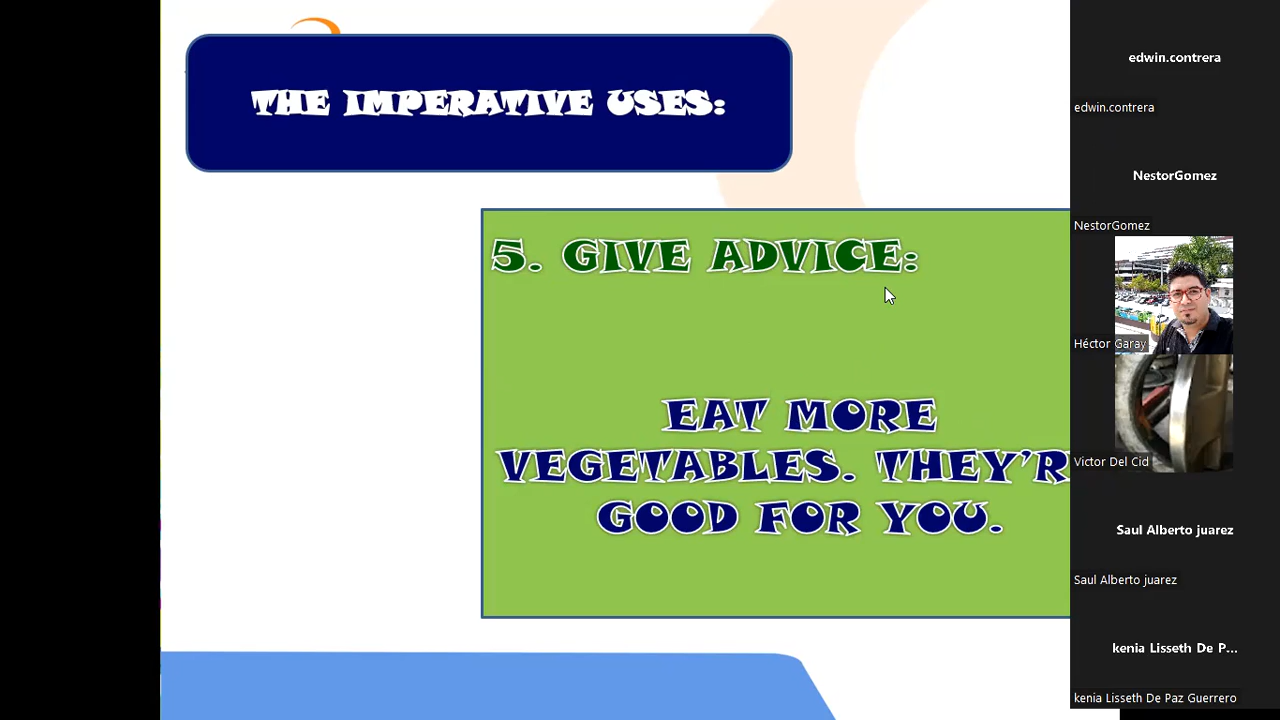 THE IMPERATIVE USES:
5. GIVE ADVICE:
EAT MORE
VEGETABLES. THEY'R
GOOD FOR YOU.
edwin.contrera
edwin.contrera
NestorGomez
NestorGomez
Héctor Garay
Victor Del Cid
Saul Alberto juarez
Saul Alberto juarez
kenia Lisseth De P...
kenia Lisseth De Paz Guerrero